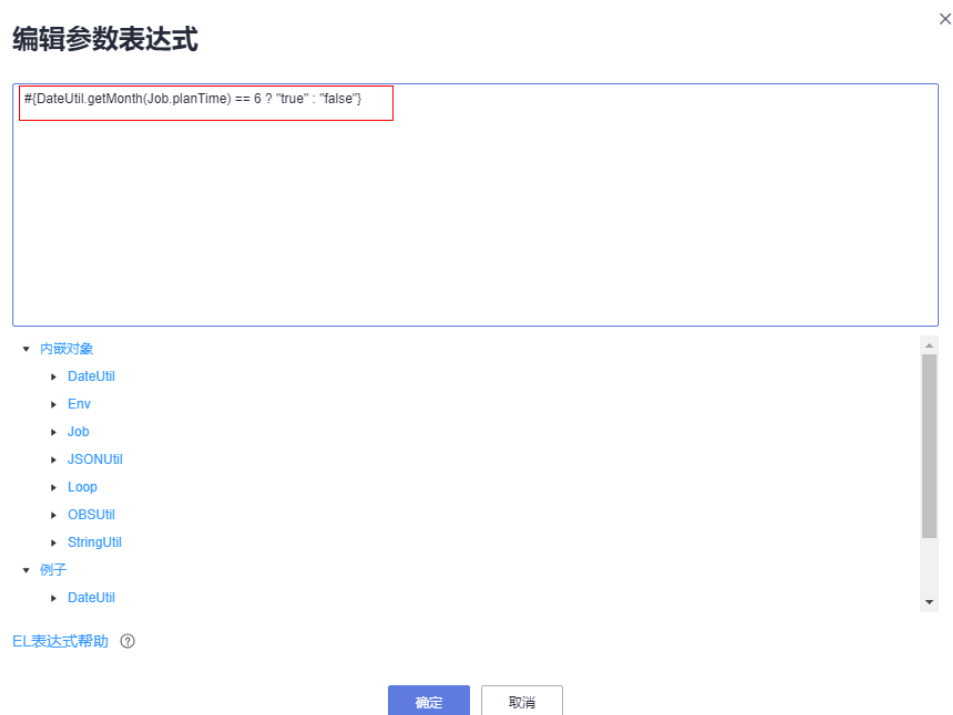 编辑参数表达式
#{DateUtil.getMonth(Job.planTime) == 6 ? "true" : "false"}
内嵌对象
DateUtil
Env
Job
JSONUtil
Loop
OBSUtil
StringUtil
例子
DateUtil
EL表达式帮助
确定 取消